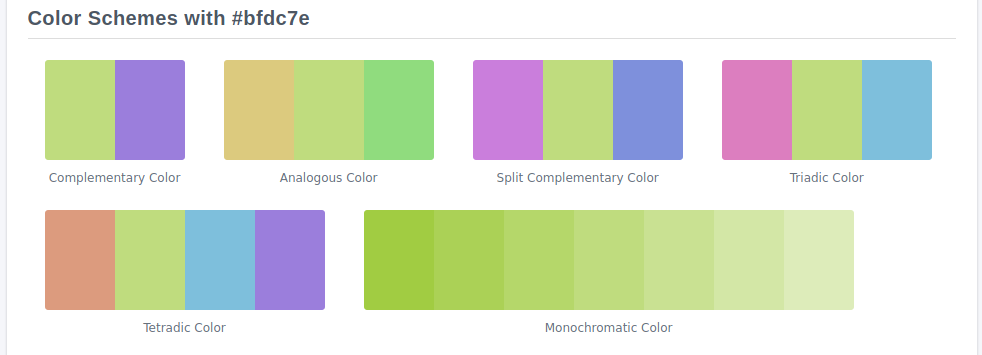 Color Schemes with #bfdc7e
Complementary Color
Analogous Color
Split Complementary Color
Triadic Color
Tetradic Color
Monochromatic Color